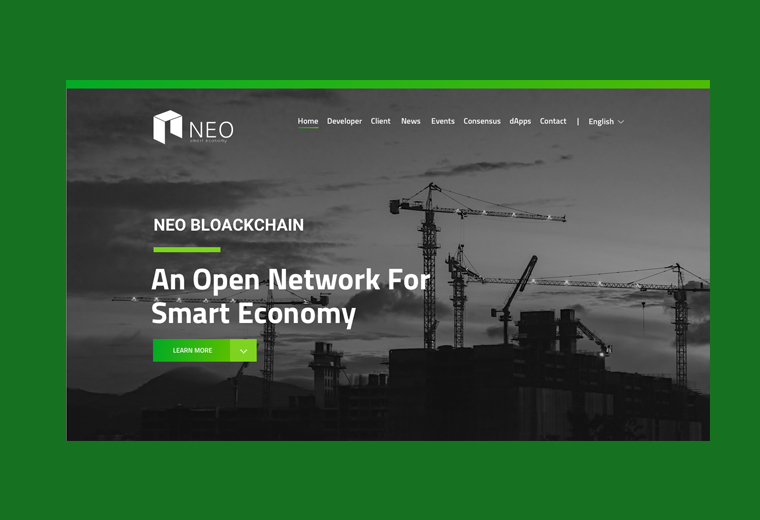 NEO
smart economy
Home Developer Client News Events Consensus dApps Contact | English
NEO BLOACKCHAIN
An Open Network For
Smart Economy
LEARN MORE